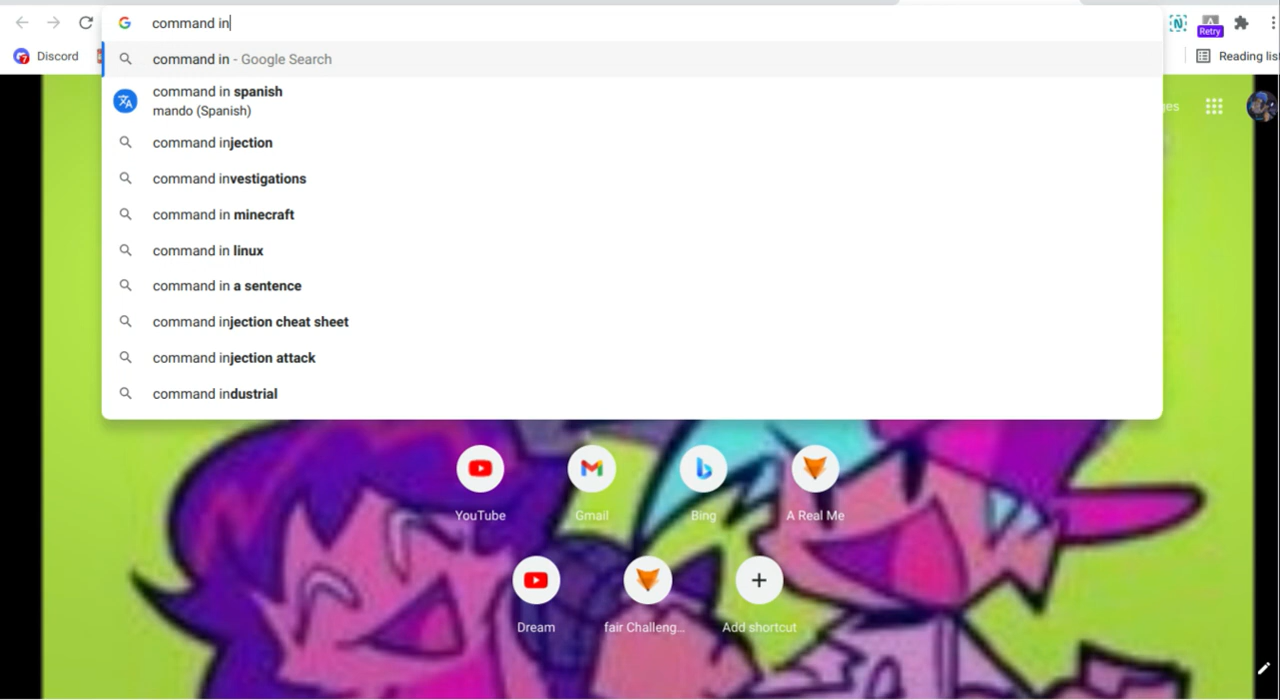 command in
Retry
Discord
Reading lis
command in - Google Search
command in spanish
mando (Spanish)
ges
command injection
command investigations
command in minecraft
command in linux
command in a sentence
command injection cheat sheet
command injection attack
command industrial
YouTube
Gmail
Bing
A Real Me
Dream
fair Challeng...
Add shortcut